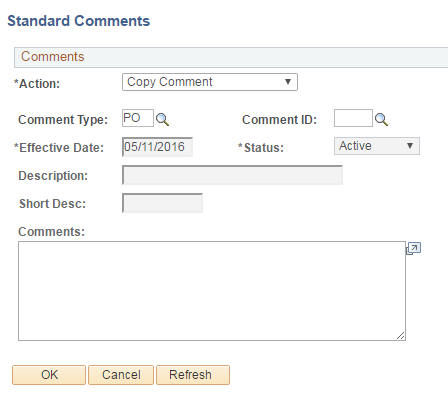 Standard Comments
Comments
*Action: Copy Comment
Comment Type: PO Comment ID:
*Effective Date: 05/11/2016 *Status: Active
Description:
Short Desc:
Comments:
OK Cancel Refresh